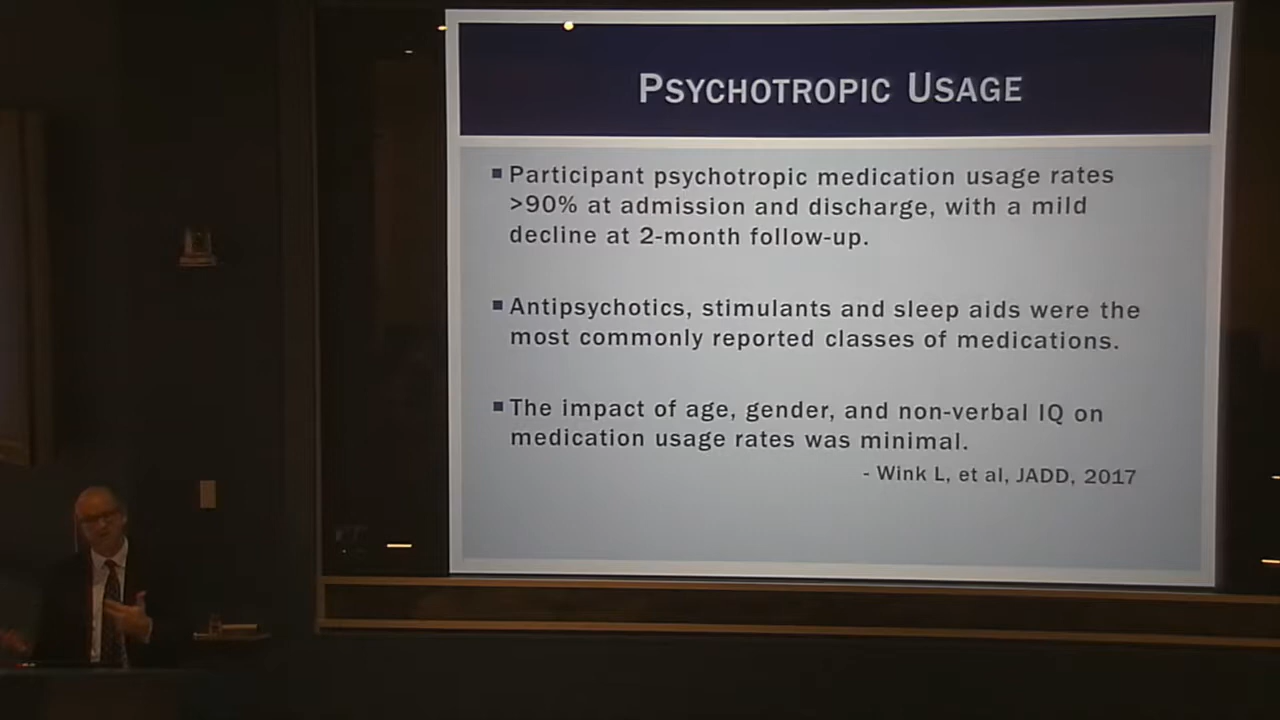 PSYCHOTROPIC USAGE
▪ Participant psychotropic medication usage rates
>90% at admission and discharge, with a mild
decline at 2-month follow-up.
▪ Antipsychotics, stimulants and sleep aids were the
most commonly reported classes of medications.
▪ The impact of age, gender, and non-verbal IQ on
medication usage rates was minimal.
- Wink L, et al, JADD, 2017